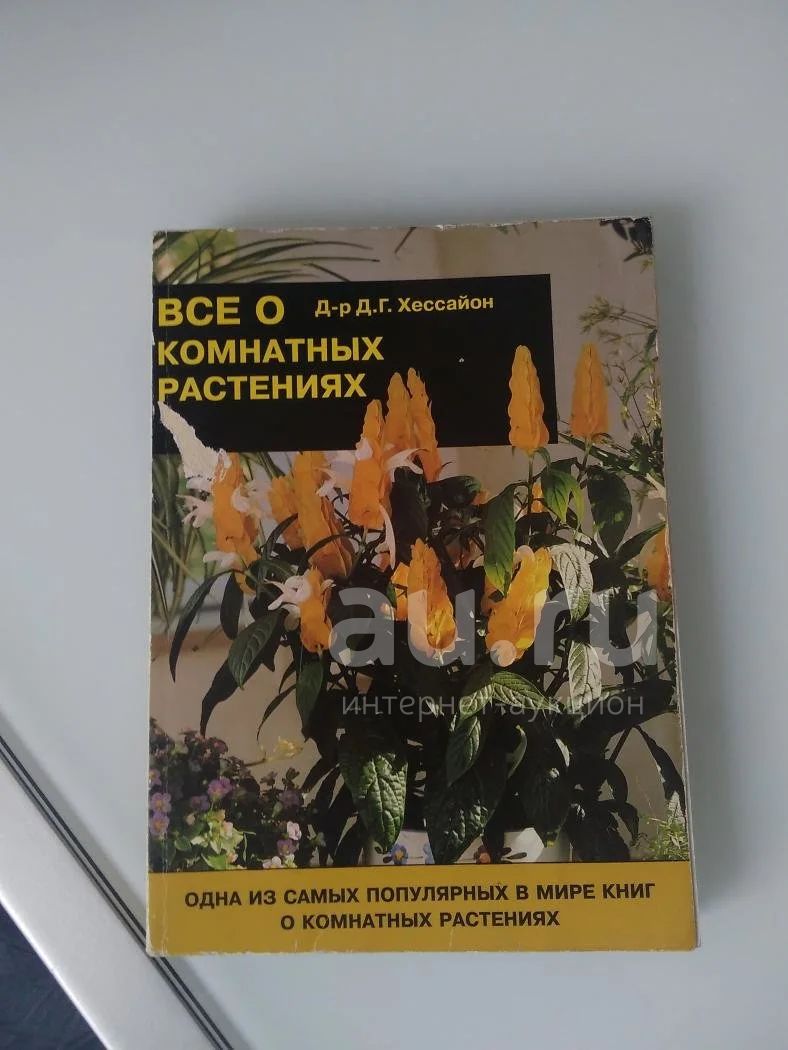 ВСЕ О
Д-р Д.Г. Хессайон
КОМНАТНЫХ
РАСТЕНИЯХ
au.ru
интернет-аукцион
ОДНА ИЗ САМЫХ ПОПУЛЯРНЫХ В МИРЕ КНИГ
О КОМНАТНЫХ РАСТЕНИЯХ